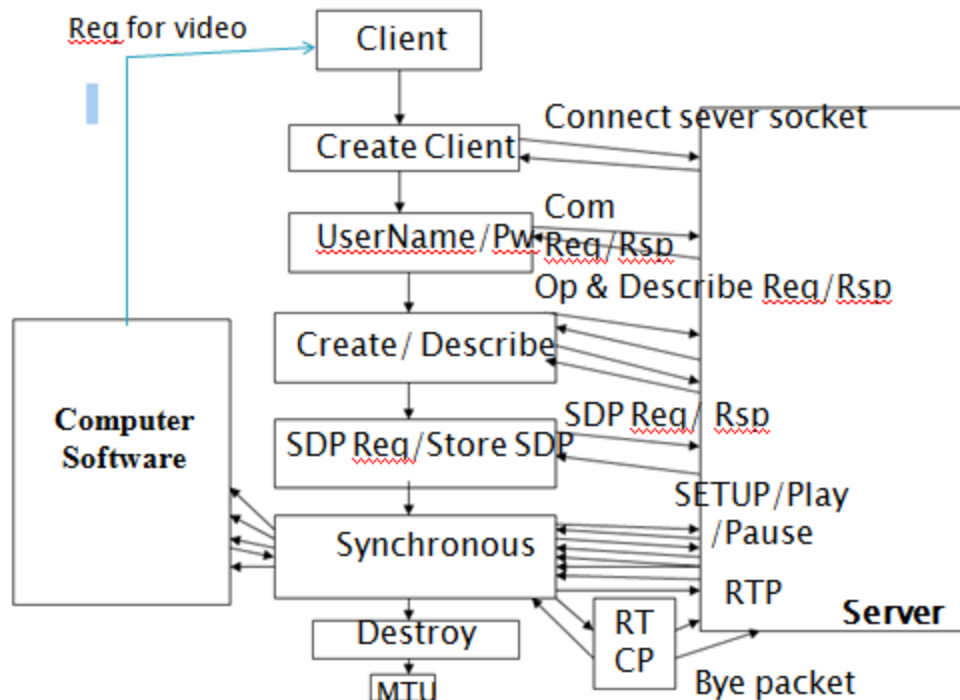 Req for video
Client
Connect sever socket
Create Client
Com
UserName/Pw
Req/Rsp
Op & Describe Req/Rsp
Create/ Describe
Computer
Software
SDP Req/ Rsp
SDP Req/Store SDP
SETUP/Play
/Pause
Synchronous
RTP
Server
RT
CP
Destroy
Bye packet
MTU